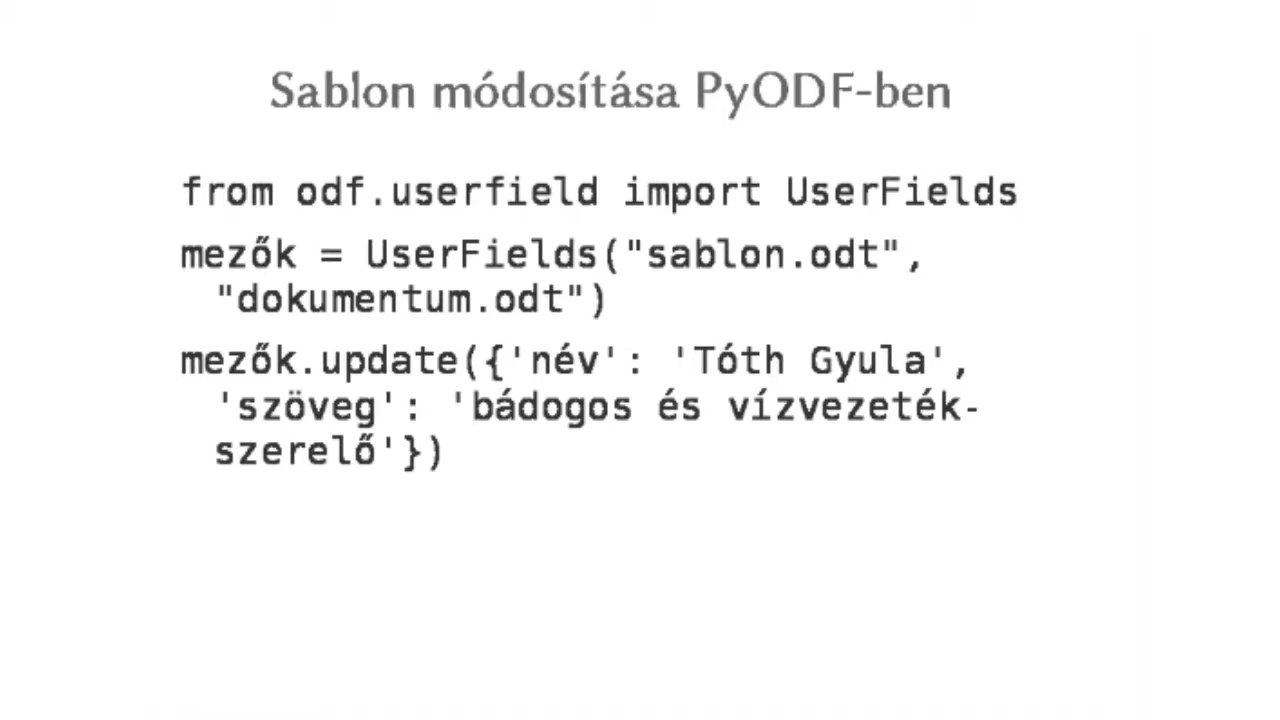 Sablon módosítása PyODF-ben
from odf.userfield import UserFields
mezők = UserFields("sablon.odt",
"dokumentum.odt")
mezők.update({'név': 'Tóth Gyula',
'szöveg': 'bádogos és vízvezeték-
szerelő'})